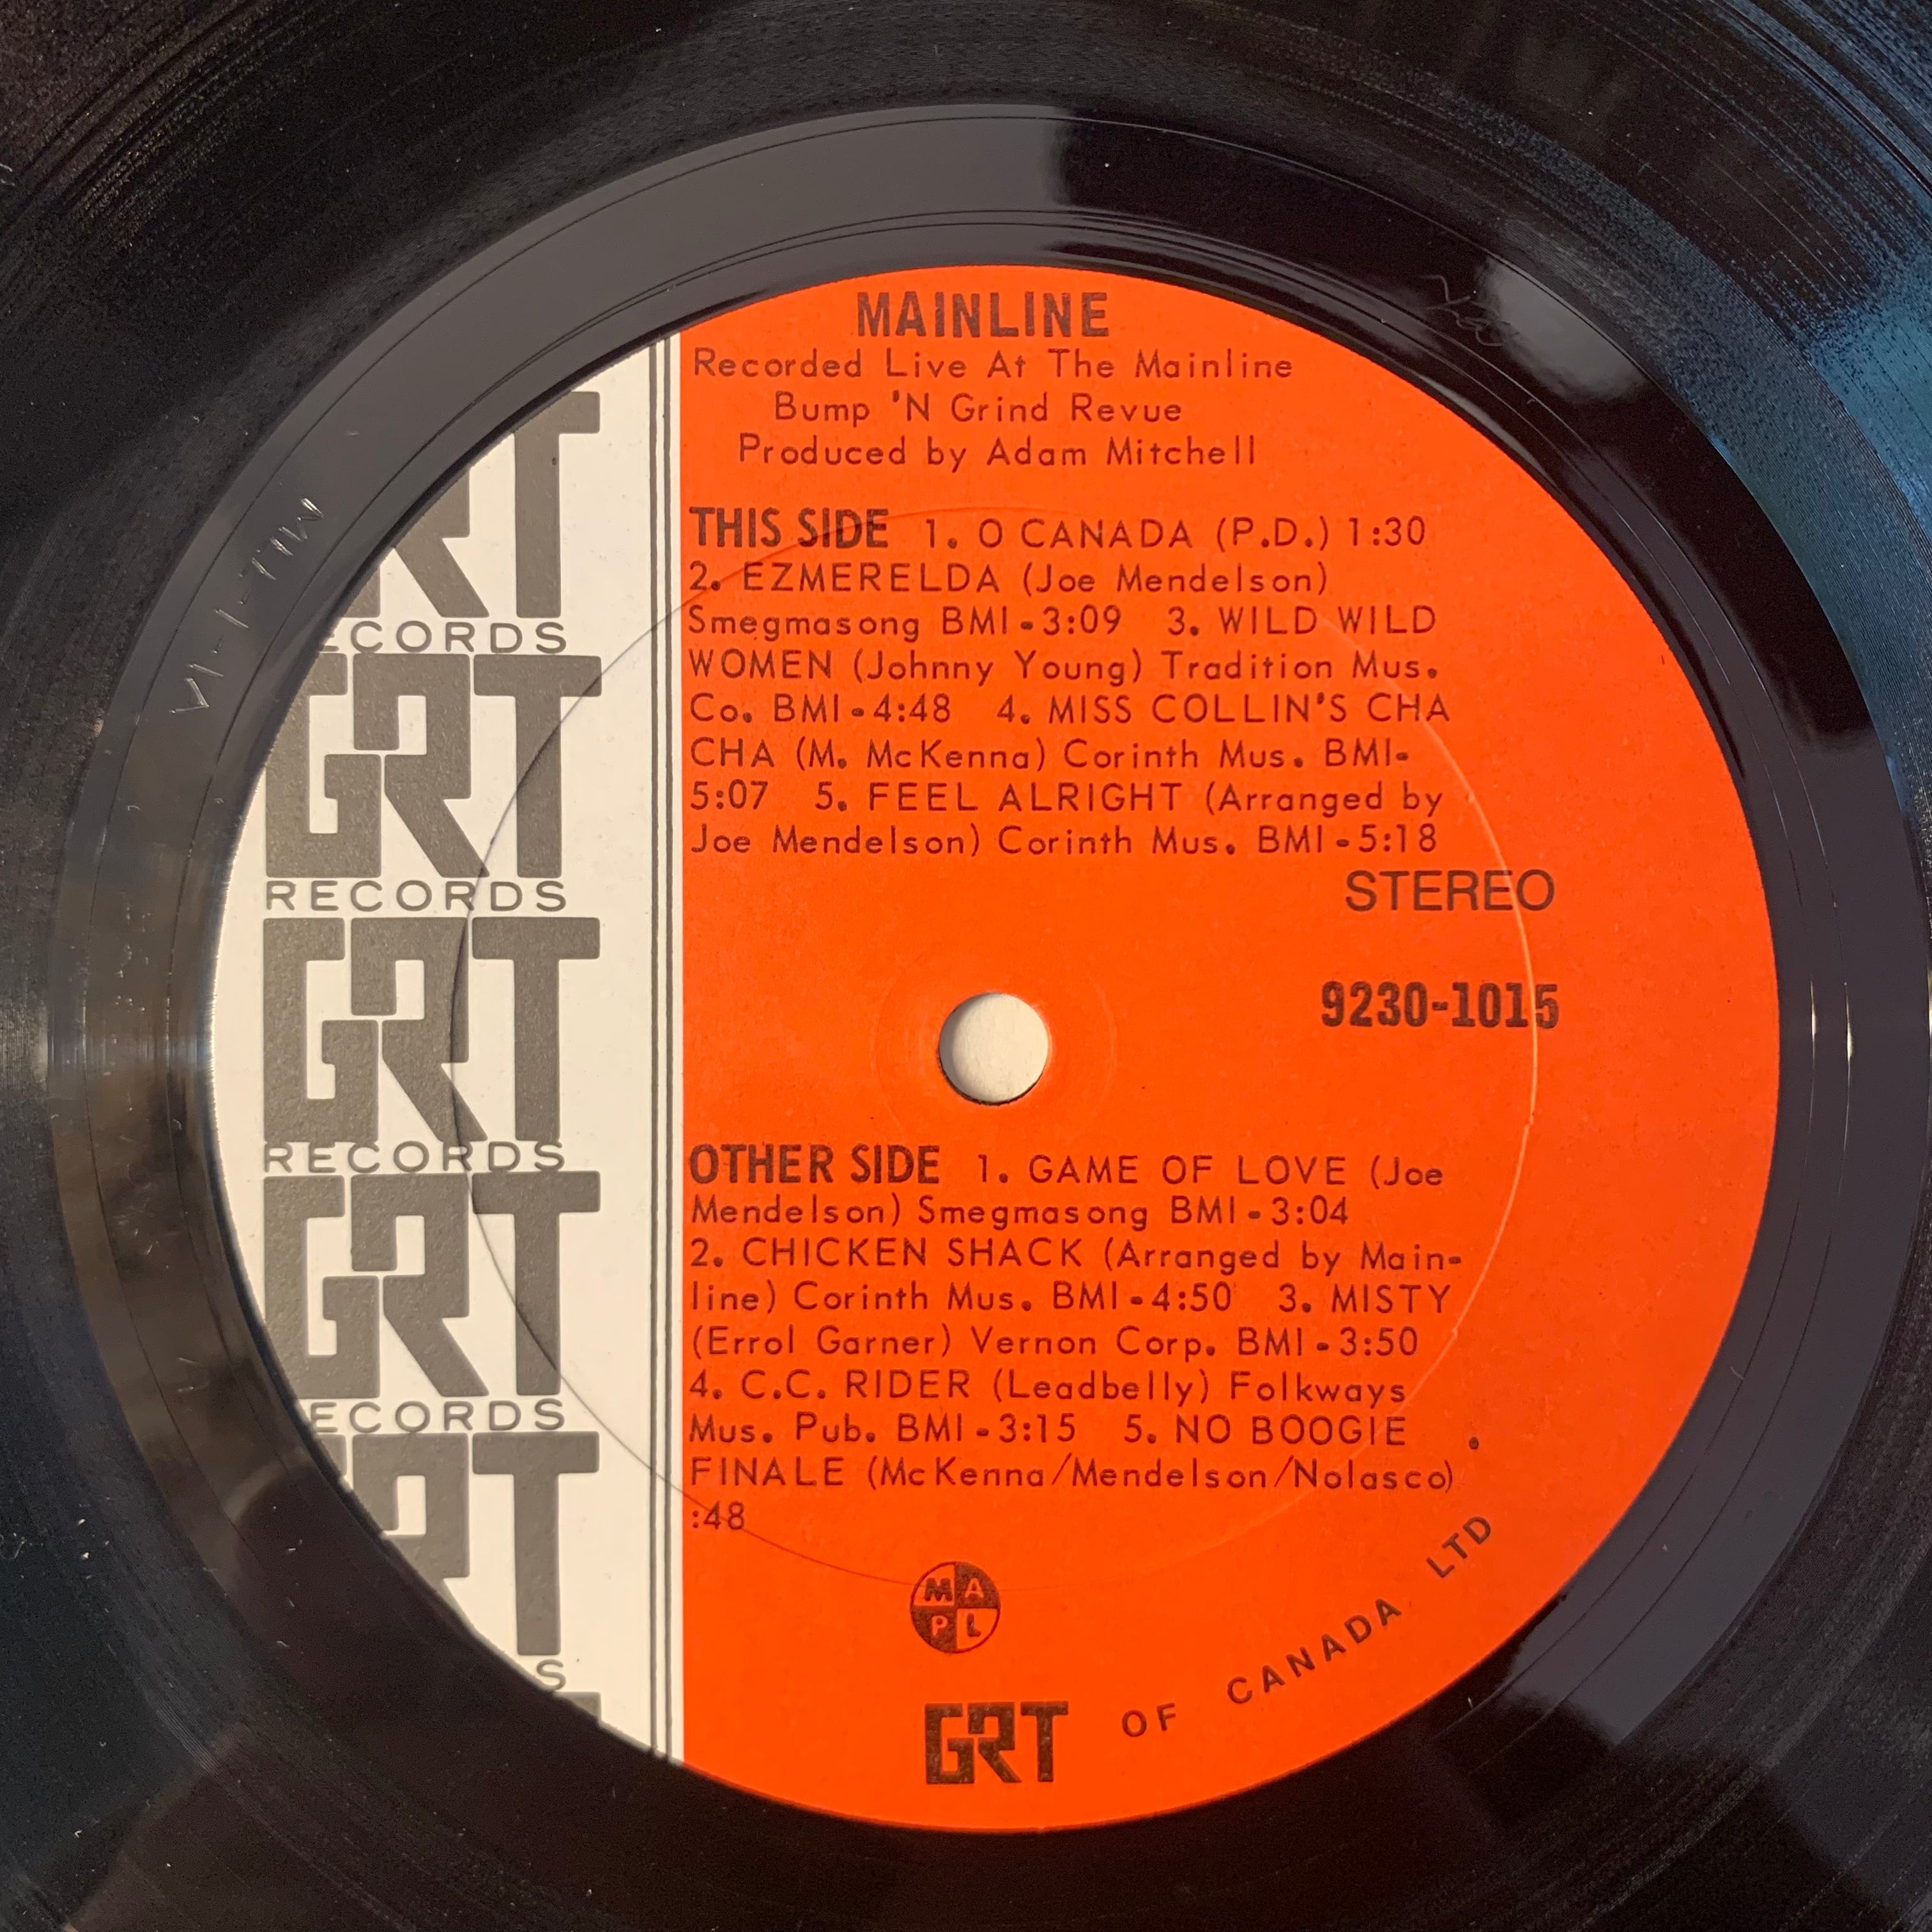 MAINLINE
Recorded Live At The Mainline
Bump 'N Grind Revue
Produced by Adam Mitchell
THIS SIDE 1. O CANADA (P.D.) 1:30
2. EZMERELDA (Joe Mendelson)
Smegmasong BMI-3:09 3. WILD WILD
WOMEN (Johnny Young) Tradition Mus.
Co. BMI-4:48 4. MISS COLLIN'S CHA
CHA (M. McKenna) Corinth Mus. BMI-
5:07 5. FEEL ALRIGHT (Arranged by
Joe Mendelson) Corinth Mus. BMI-5:18
STEREO
9230-1015
OTHER SIDE 1. GAME OF LOVE (Joe
Mendelson) Smegmasong BMI-3:04
2. CHICKEN SHACK (Arranged by Main-
line) Corinth Mus. BMI-4:50 3. MISTY
(Errol Garner) Vernon Corp. BMI-3:50
4. C.C. RIDER (Leadbelly) Folkways
Mus. Pub. BMI-3:15 5. NO BOOGIE
FINALE (McKenna/Mendelson/Nolasco)
:48
MAPL
GRT OF CANADA LTD
RT
ECORDS
GRT
RECORDS
GRT
RECORDS
GRT
ECORDS
RT
S